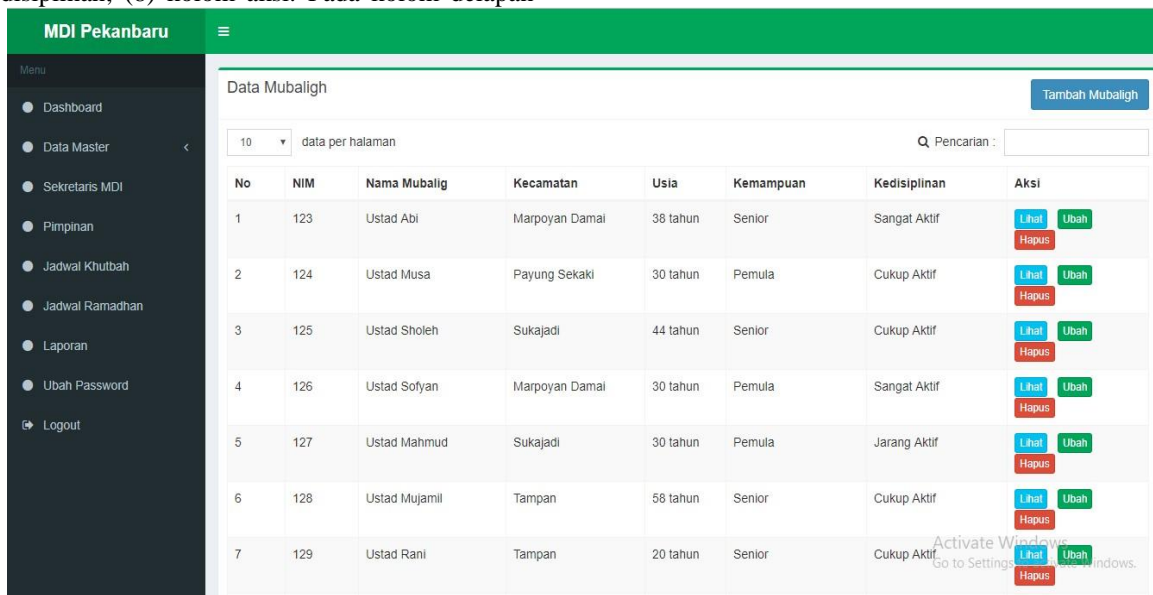 disiplinan, (8) kolom aksi. Pada kolom delapan
MDI Pekanbaru
Menu
Dashboard
Data Master
Sekretaris MDI
Pimpinan
Jadwal Khutbah
Jadwal Ramadhan
Laporan
Ubah Password
Logout
Data Mubaligh
Tambah Mubaligh
10 data per halaman
Pencarian :
No NIM Nama Mubalig Kecamatan Usia Kemampuan Kedisiplinan Aksi
1 123 Ustad Abi Marpoyan Damai 38 tahun Senior Sangat Aktif Lihat Ubah
Hapus
2 124 Ustad Musa Payung Sekaki 30 tahun Pemula Cukup Aktif Lihat Ubah
Hapus
3 125 Ustad Sholeh Sukajadi 44 tahun Senior Cukup Aktif Lihat Ubah
Hapus
4 126 Ustad Sofyan Marpoyan Damai 30 tahun Pemula Sangat Aktif Lihat Ubah
Hapus
5 127 Ustad Mahmud Sukajadi 30 tahun Pemula Jarang Aktif Lihat Ubah
Hapus
6 128 Ustad Mujamil Tampan 58 tahun Senior Cukup Aktif Lihat Ubah
Hapus
7 129 Ustad Rani Tampan 20 tahun Senior Cukup Aktif Lihat Ubah
Hapus
Activate Windows
Go to Settings to activate Windows.